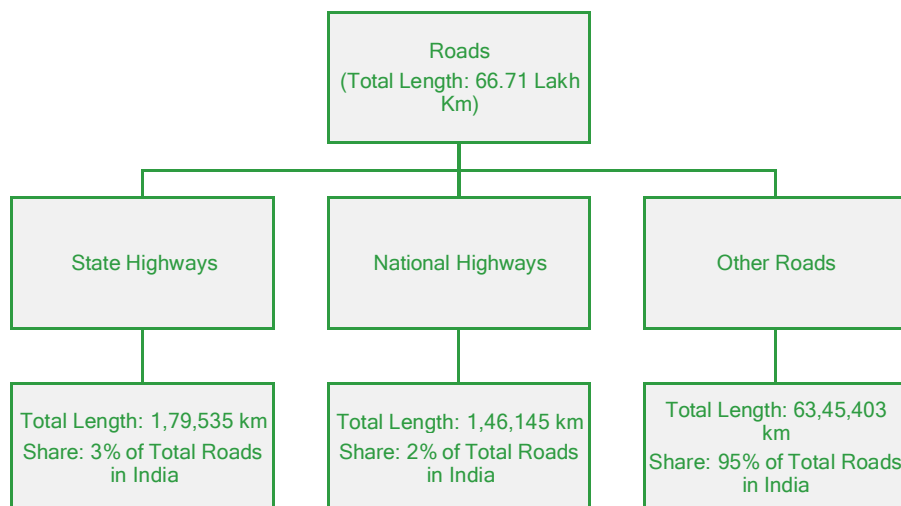 Roads
(Total Length: 66.71 Lakh
Km)
State Highways
National Highways
Other Roads
Total Length: 1,79,535 km
Share: 3% of Total Roads
in India
Total Length: 1,46,145 km
Share: 2% of Total Roads
in India
Total Length: 63,45,403
km
Share: 95% of Total Roads
in India